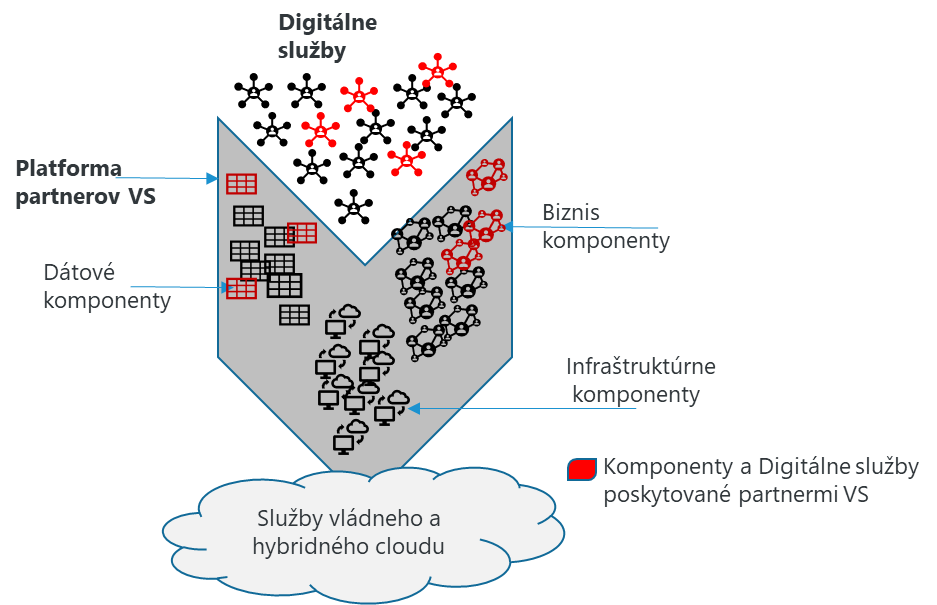 Digitálne
služby
Platforma
partnerov VS
Biznis
komponenty
Dátové
komponenty
Infraštruktúrne
komponenty
Komponenty a Digitálne služby
poskytované partnermi VS
Služby vládneho a
hybridného cloudu